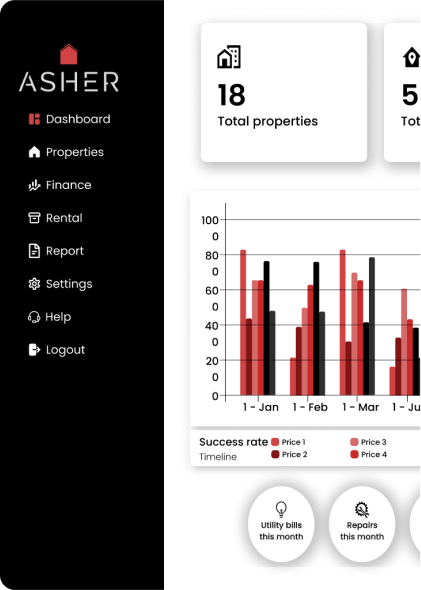 ASHER
Dashboard
Properties
Finance
Rental
Report
Settings
Help
Logout
18
Total properties
5
Tot
100
0
80
0
60
0
40
0
20
0
0
1 - Jan
1 - Feb
1 - Mar
1 - Ju
Success rate
Timeline
Price 1
Price 2
Price 3
Price 4
Utility bills
this month
Repairs
this month